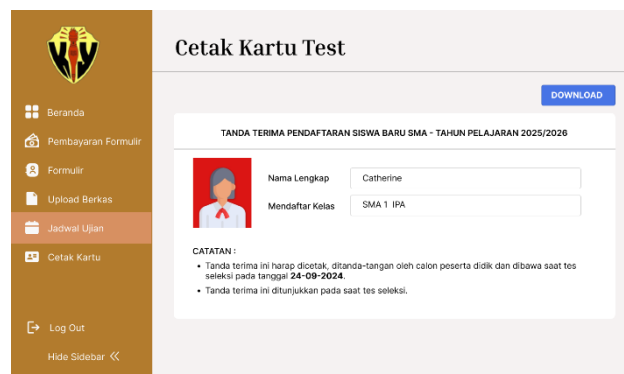 Cetak Kartu Test
DOWNLOAD
Beranda
Pembayaran Formulir
Formulir
Upload Berkas
Jadwal Ujian
Cetak Kartu
Log Out
Hide Sidebar
TANDA TERIMA PENDAFTARAN SISWA BARU SMA - TAHUN PELAJARAN 2025/2026
Nama Lengkap Catherine
Mendaftar Kelas SMA 1 IPA
CATATAN :
• Tanda terima ini harap dicetak, ditanda-tangan oleh calon peserta didik dan dibawa saat tes
seleksi pada tanggal 24-09-2024.
• Tanda terima ini ditunjukkan pada saat tes seleksi.